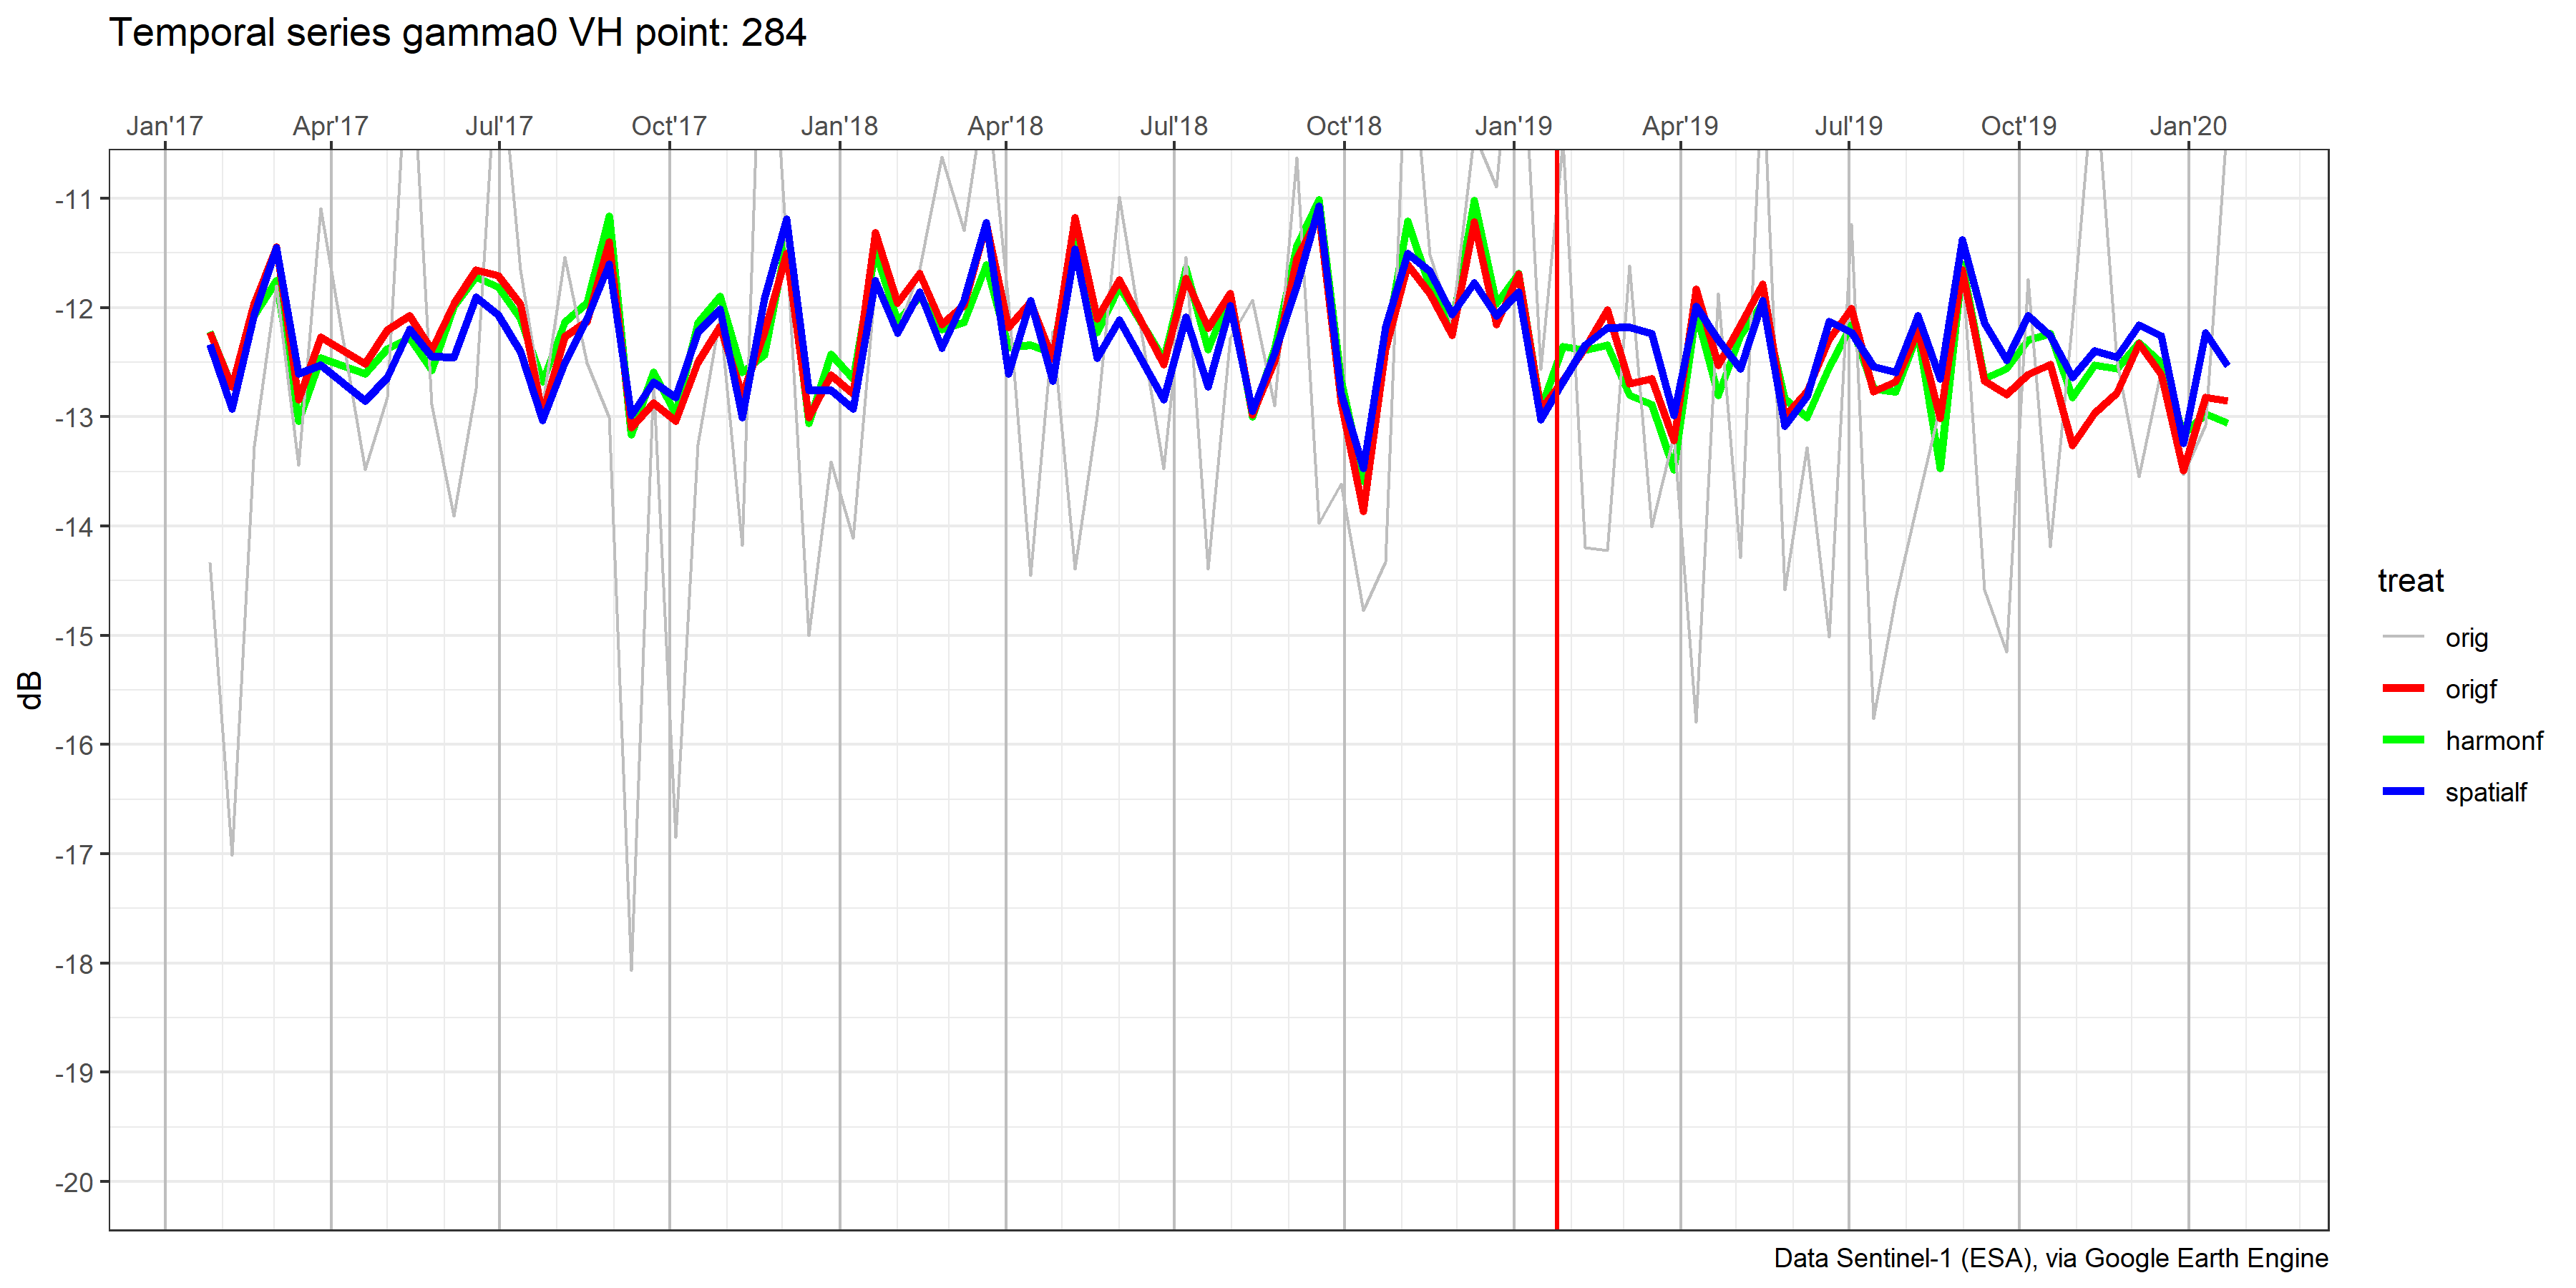 Temporal series gamma0 VH point: 284
Jan'17 Apr'17 Jul'17 Oct'17 Jan'18 Apr'18 Jul'18 Oct'18 Jan'19 Apr'19 Jul'19 Oct'19 Jan'20
-11
-12
-13
-14
-15
-16
-17
-18
-19
-20
dB
treat
orig
origf
harmonf
spatialf
Data Sentinel-1 (ESA), via Google Earth Engine